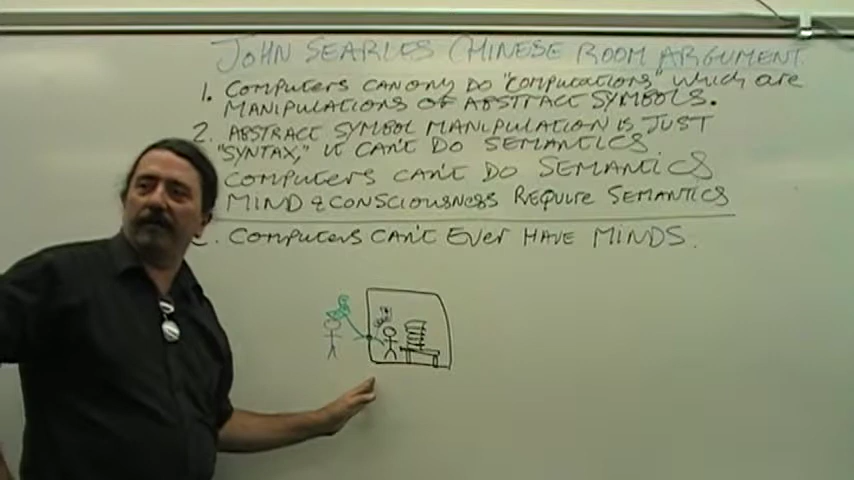 JOHN SEARLES CHINESE ROOM ARGUMENT
1. COMPUTERS CAN ONY DO "COMPUTATIONS" WHICH ARE
MANIPULATIONS OF ABSTRACT SYMBOLS.
2. ABSTRACT SYMBOL MANIPULATION IS JUST
"SYNTAX," IT CAN'T DO SEMANTICS.
COMPUTERS CAN'T DO SEMANTICS
MIND & CONSCIOUSNESS REQUIRE SEMANTICS
C. COMPUTERS CAN'T EVER HAVE MINDS.